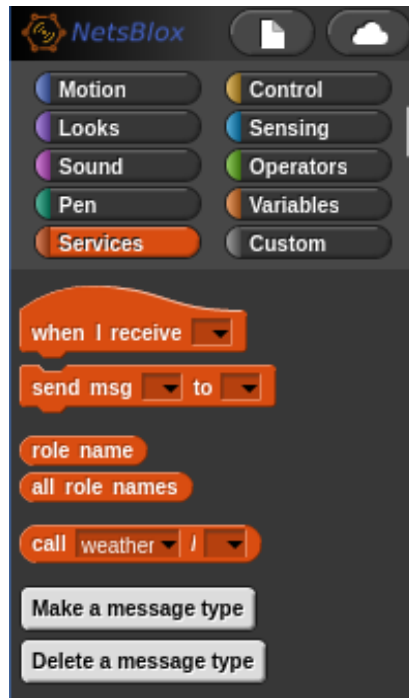 NetsBlox
Motion Control
Looks Sensing
Sound Operators
Pen Variables
Services Custom
when I receive
send msg to
role name
all role names
call weather /
Make a message type
Delete a message type